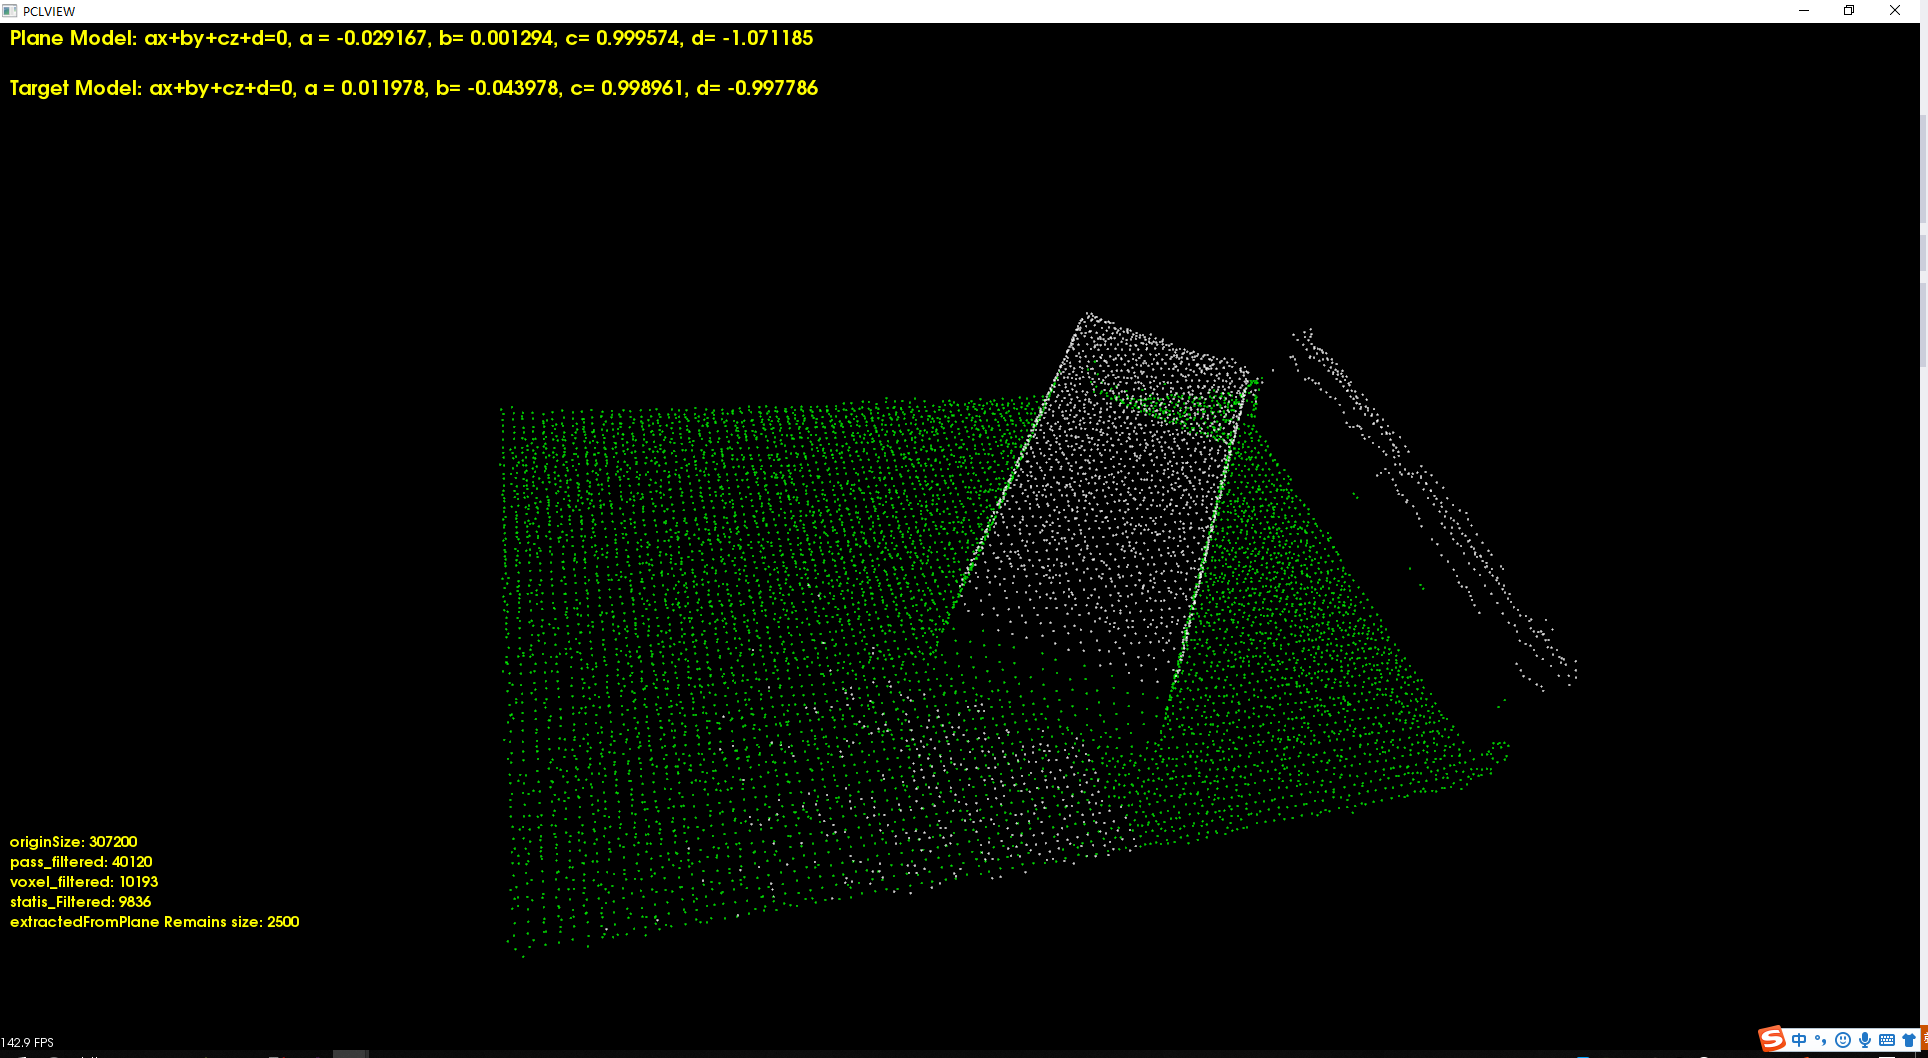 PCLVIEW
Plane Model: ax+by+cz+d=0, a = -0.029167, b= 0.001294, c= 0.999574, d= -1.071185
Target Model: ax+by+cz+d=0, a = 0.011978, b= -0.043978, c= 0.998961, d= -0.997786
originSize: 307200
pass_filtered: 40120
voxel_filtered: 10193
statis_Filtered: 9836
extractedFromPlane Remains size: 2500
142.9 FPS
S 中